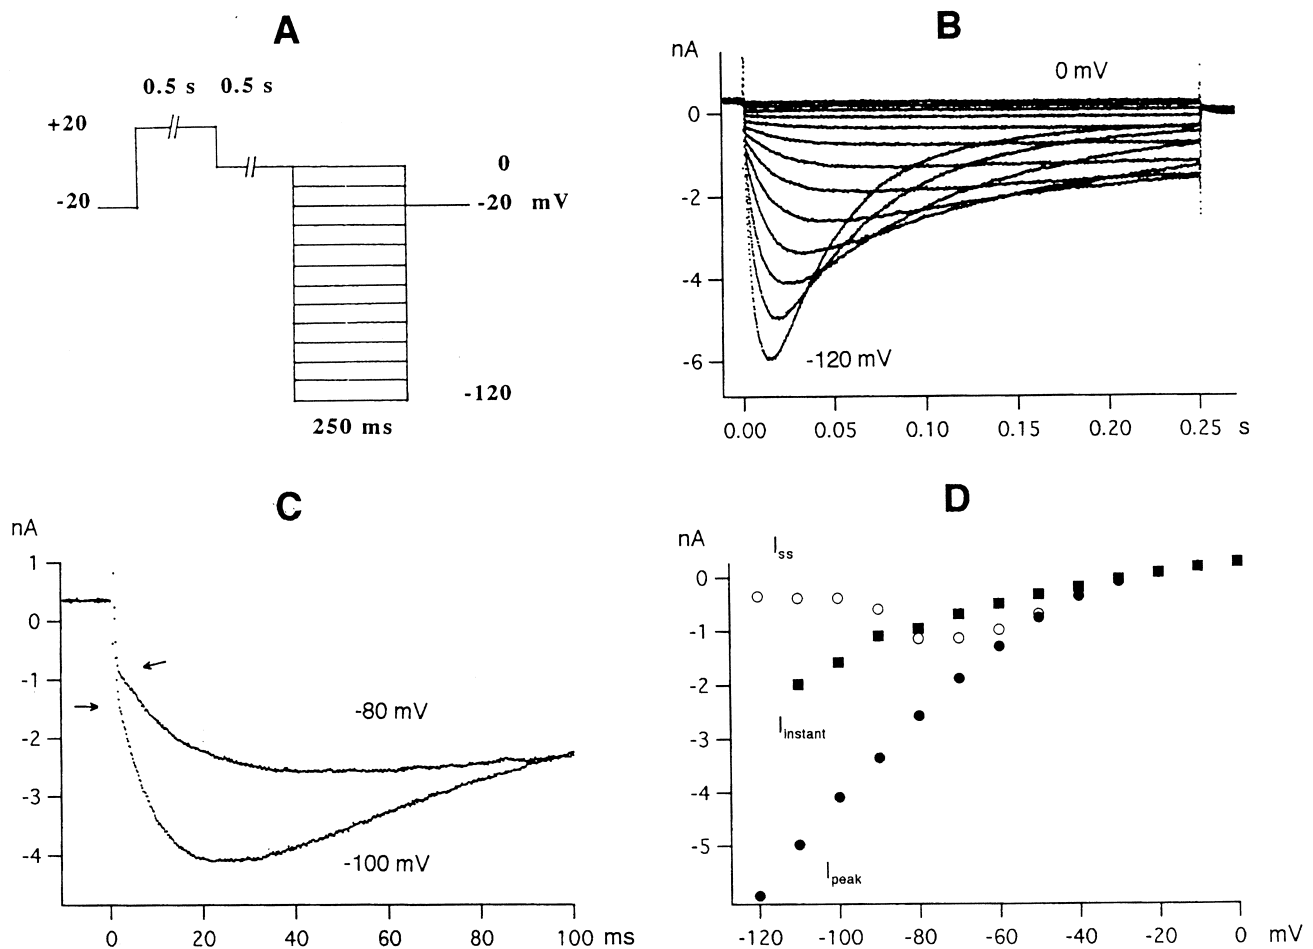 A
0.5 s 0.5 s
+20
-20
0
-20 mV
-120
250 ms
B
nA
0 mV
0
-2
-4
-6
-120 mV
0.00 0.05 0.10 0.15 0.20 0.25 s
C
nA
1
0
-1
-2
-3
-4
-80 mV
-100 mV
0 20 40 60 80 100 ms
D
nA
Iss
0
-1
-2
-3
-4
-5
Iinstant
Ipeak
-120 -100 -80 -60 -40 -20 0 mV